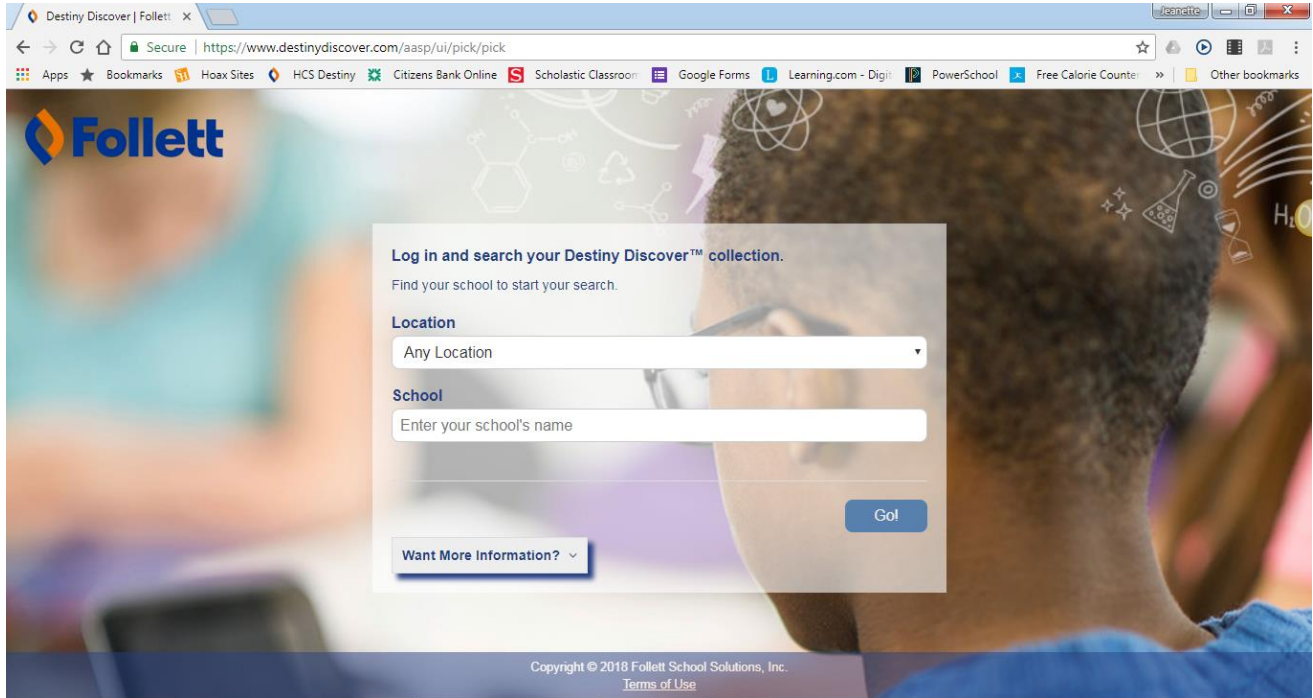 Destiny Discover | Follett
Jeanette
Secure | https://www.destinydiscover.com/aasp/ui/pick/pick
Apps Bookmarks Hoax Sites HCS Destiny Citizens Bank Online Scholastic Classroom Google Forms Learning.com - Digit PowerSchool Free Calorie Counter » Other bookmarks
Follett
OH OH
H₂O
Log in and search your Destiny Discover™ collection.
Find your school to start your search.
Location
Any Location
School
Enter your school's name
Go!
Want More Information?
Copyright © 2018 Follett School Solutions, Inc.
Terms of Use